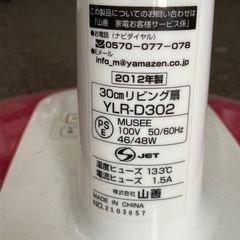 この製品についてのお問い合わせは
「山善 家電お客様サービス係」
電話(ナビダイヤル)
0570-077-078
eメール
info_m@yamazen.co.jp
2012年製
30cmリビング扇
YLR-D302
PSE
MUSEE
100V 50/60Hz
46/48W
S JET
温度ヒューズ 133℃
電流ヒューズ 1.5A
株式会社 山善
MADE IN CHINA
NO.2103857